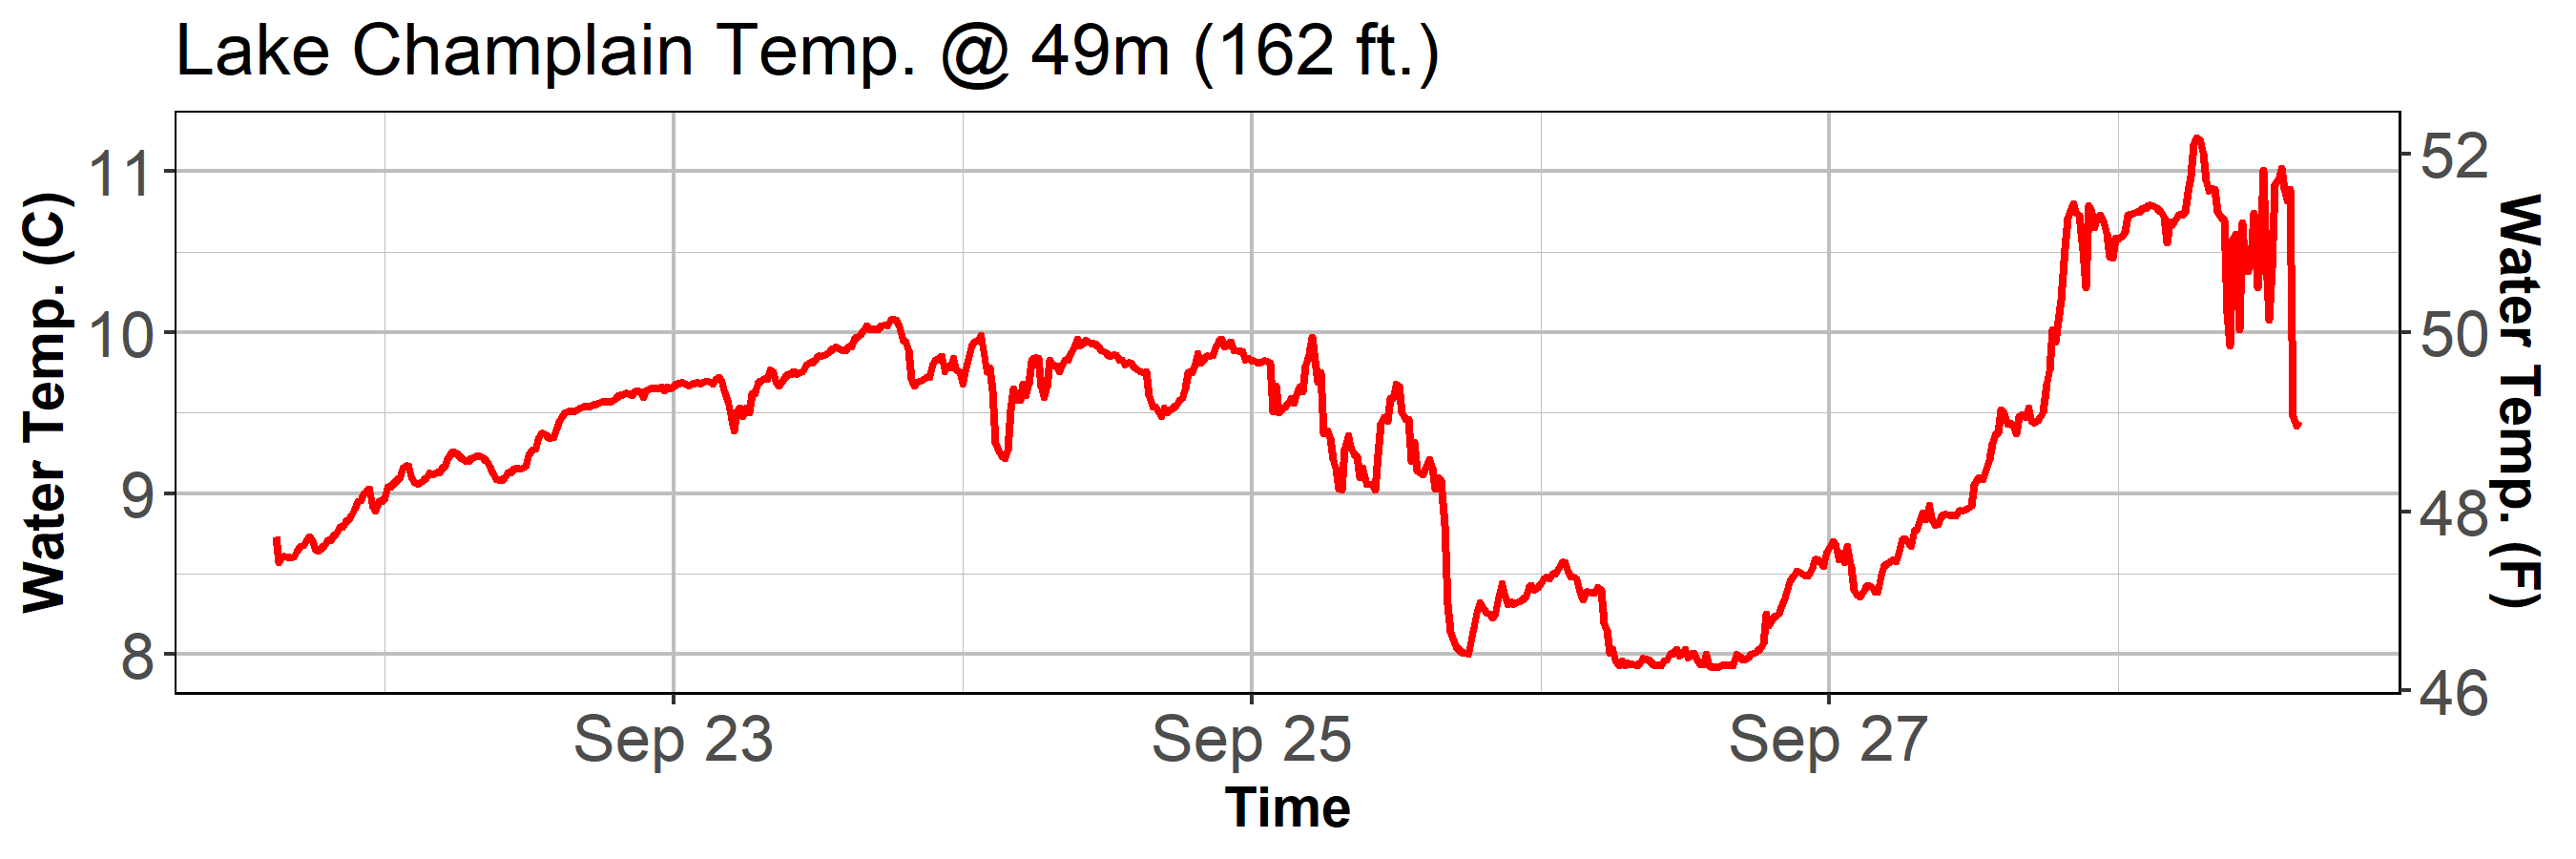 Lake Champlain Temp. @ 49m (162 ft.)
Water Temp. (C)
11
10
9
8
52
50
48
46
Water Temp. (F)
Sep 23
Sep 25
Sep 27
Time